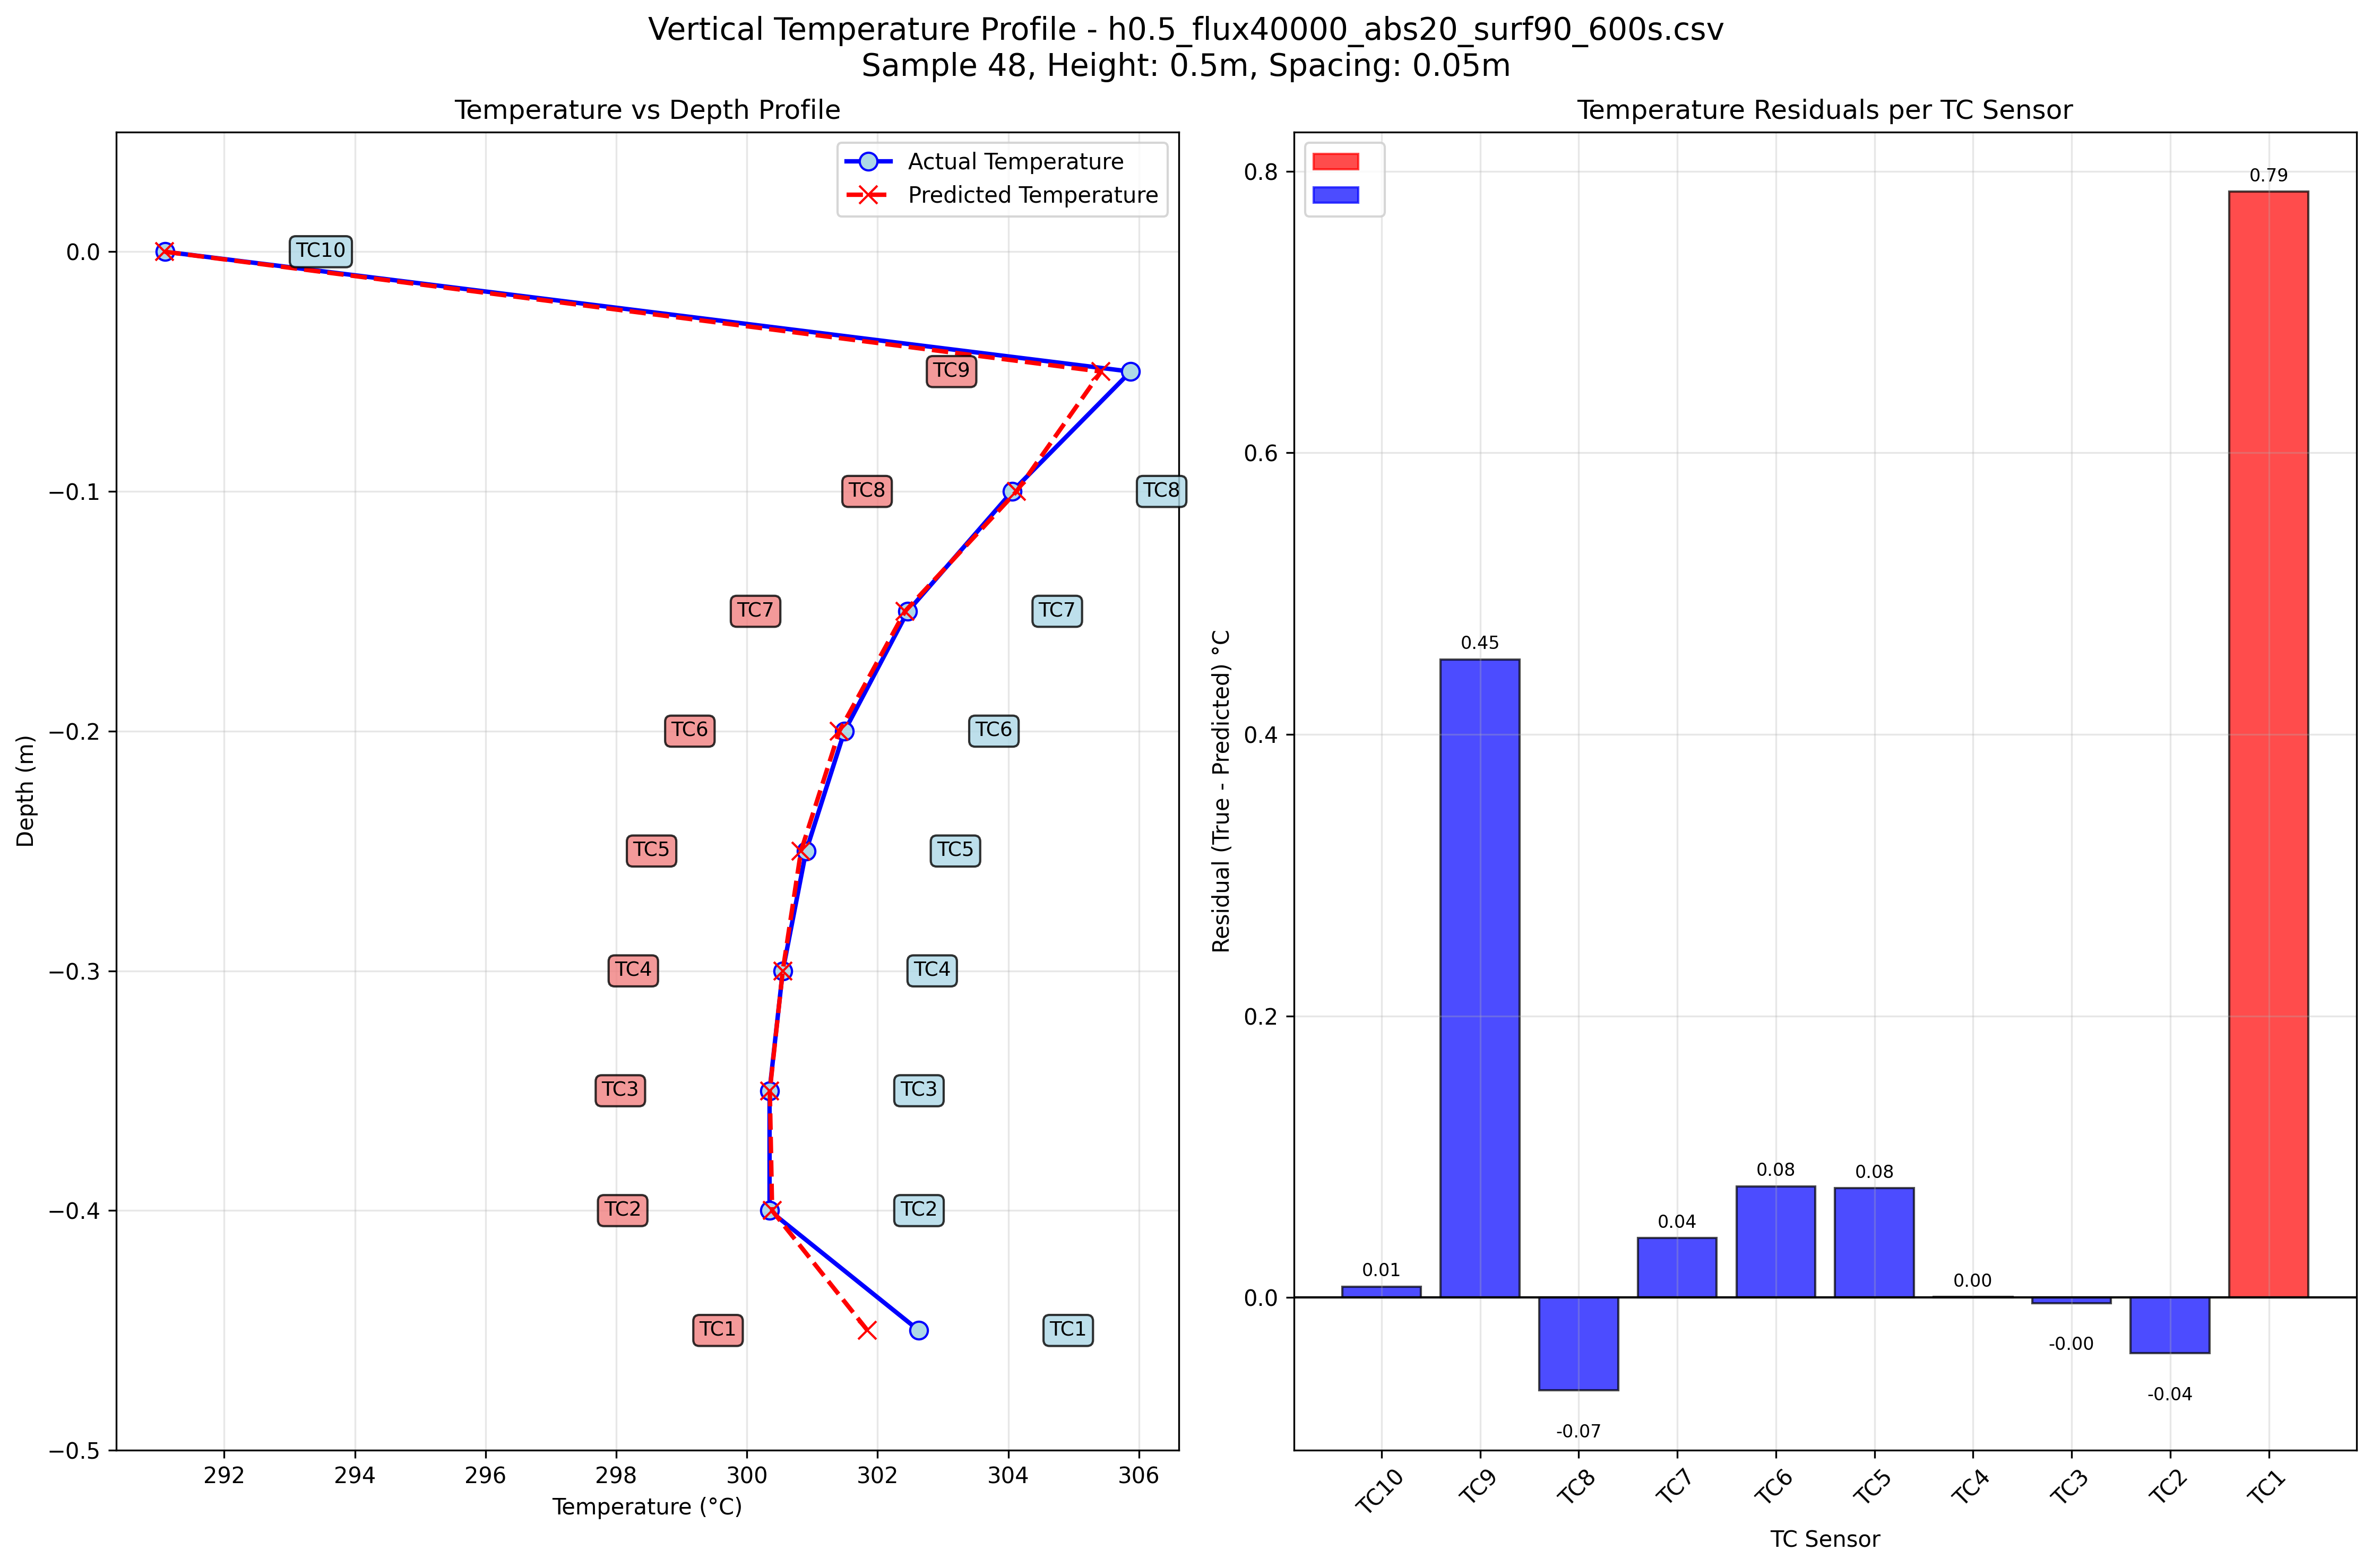 Vertical Temperature Profile - h0.5_flux40000_abs20_surf90_600s.csv
Sample 48, Height: 0.5m, Spacing: 0.05m
Temperature vs Depth Profile
Actual Temperature
Predicted Temperature
TC10
TC9
TC8
TC8
TC7
TC7
TC6
TC6
TC5
TC5
TC4
TC4
TC3
TC3
TC2
TC2
TC1
TC1
0.0
−0.1
−0.2
−0.3
−0.4
−0.5
Depth (m)
292 294 296 298 300 302 304 306
Temperature (°C)
Temperature Residuals per TC Sensor
0.8
0.6
0.4
0.2
0.0
Residual (True - Predicted) °C
0.01
0.45
-0.07
0.04
0.08
0.08
0.00
-0.00
-0.04
0.79
TC10 TC9 TC8 TC7 TC6 TC5 TC4 TC3 TC2 TC1
TC Sensor